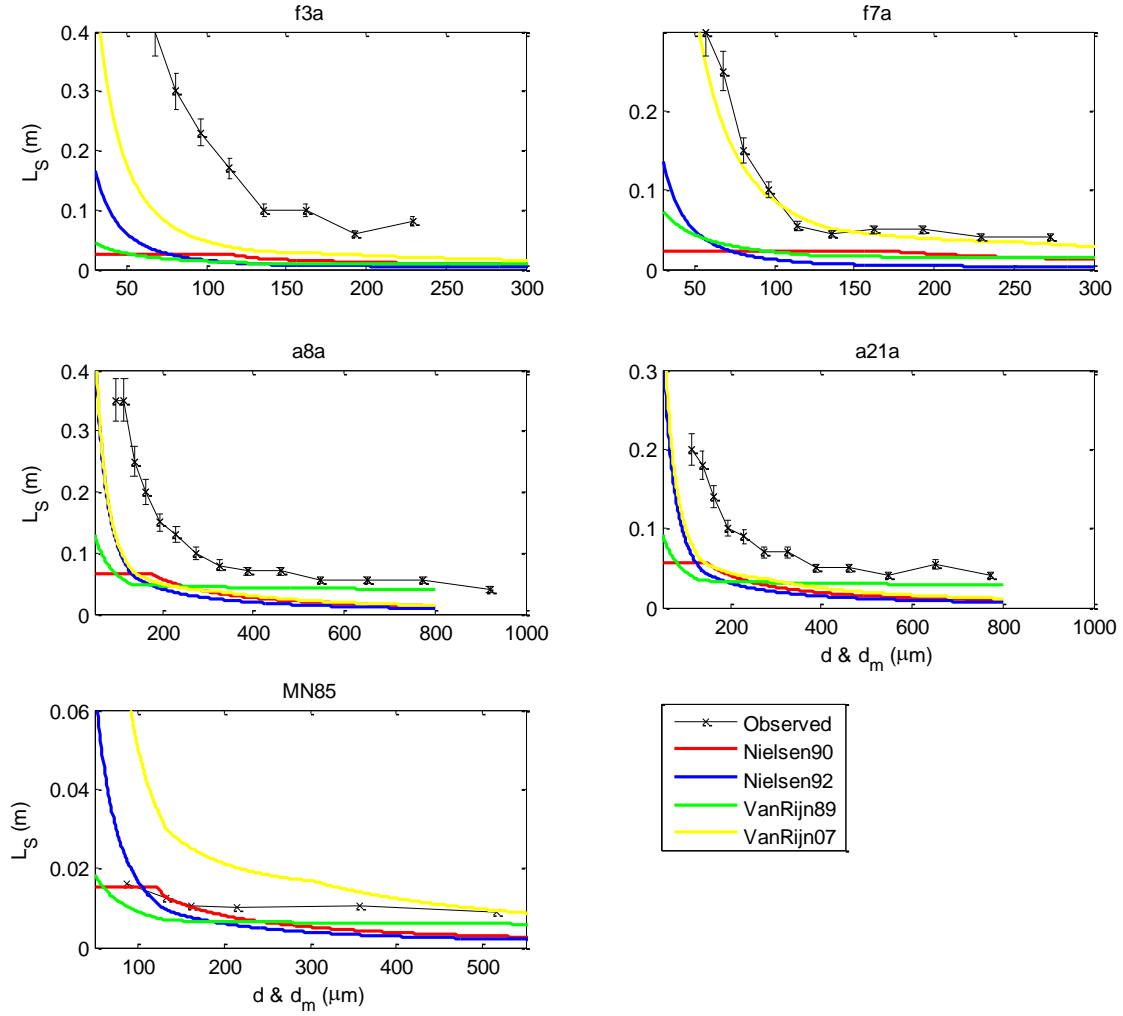 f3a
L_S (m)
0.4
0.3
0.2
0.1
0
50 100 150 200 250 300
f7a
0.2
0.1
0
50 100 150 200 250 300
a8a
L_S (m)
0.4
0.3
0.2
0.1
0
200 400 600 800 1000
a21a
0.3
0.2
0.1
0
200 400 600 800 1000
d & d_m (μm)
MN85
L_S (m)
0.06
0.04
0.02
0
100 200 300 400 500
d & d_m (μm)
Observed
Nielsen90
Nielsen92
VanRijn89
VanRijn07